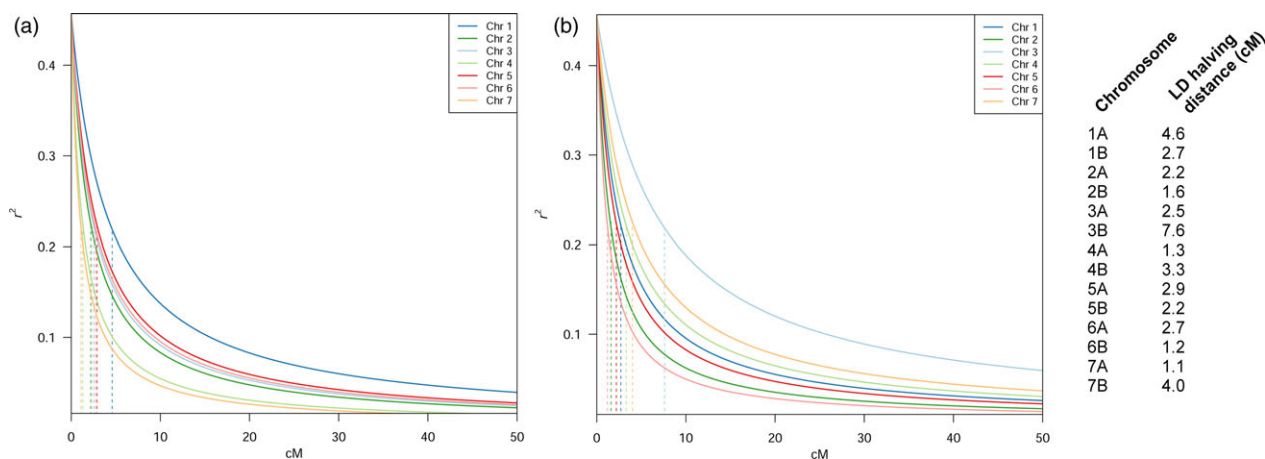 (a)
Chr 1
Chr 2
Chr 3
Chr 4
Chr 5
Chr 6
Chr 7
0.4
0.3
0.2
0.1
r²
0 10 20 30 40 50
cM
(b)
Chr 1
Chr 2
Chr 3
Chr 4
Chr 5
Chr 6
Chr 7
0.4
0.3
0.2
0.1
r²
0 10 20 30 40 50
cM
Chromosome
LD halving
distance (cM)
1A 4.6
1B 2.7
2A 2.2
2B 1.6
3A 2.5
3B 7.6
4A 1.3
4B 3.3
5A 2.9
5B 2.2
6A 2.7
6B 1.2
7A 1.1
7B 4.0